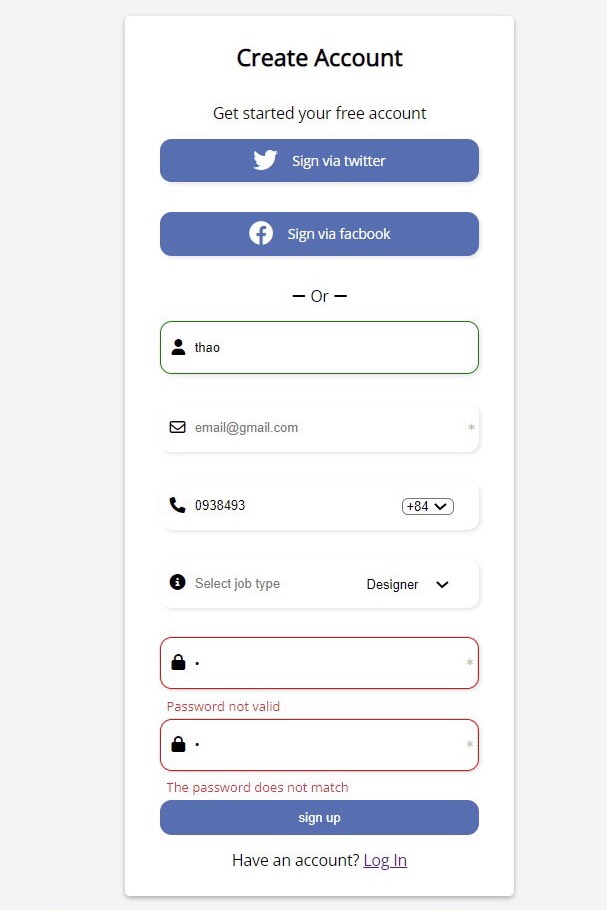 Create Account
Get started your free account
Sign via twitter
Sign via facbook
— Or —
thao
email@gmail.com *
0938493 +84
Select job type Designer
• *
Password not valid
• *
The password does not match
sign up
Have an account? Log In